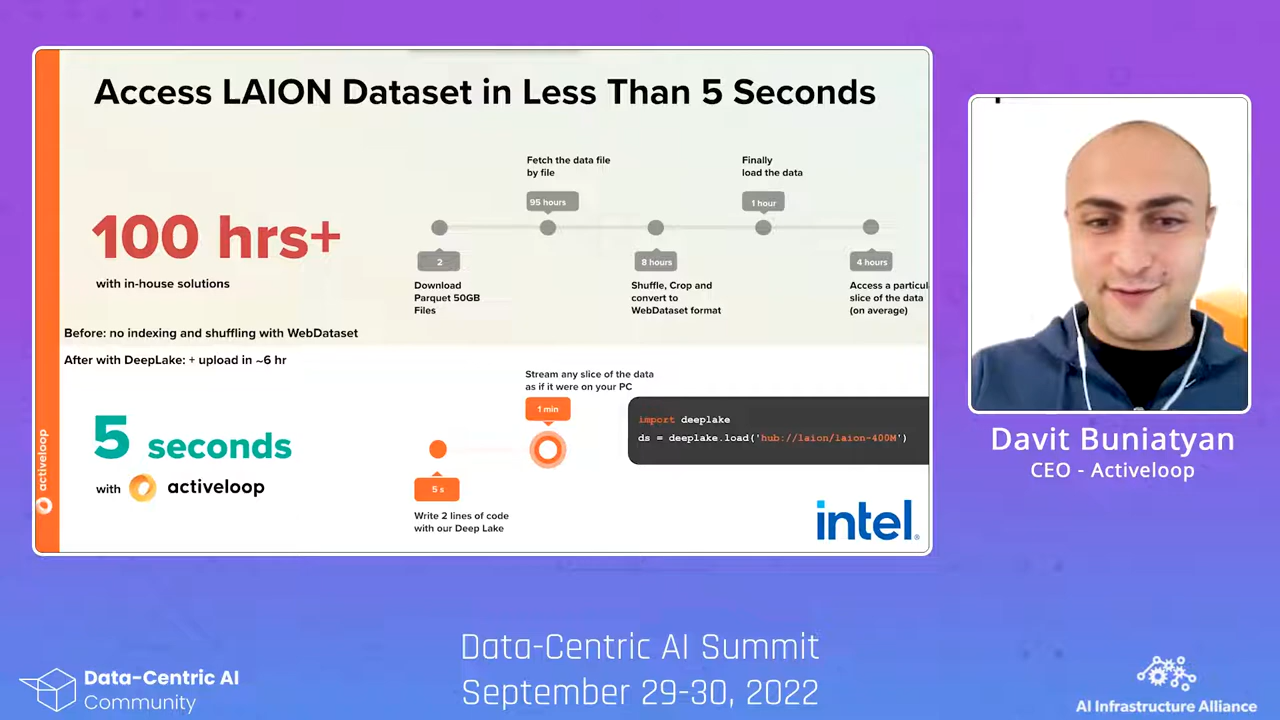 Access LAION Dataset in Less Than 5 Seconds
Fetch the data file
by file
Finally
load the data
95 hours
1 hour
100 hrs+
with in-house solutions
2
8 hours
4 hours
Download
Parquet 50GB
Files
Shuffle, Crop and
convert to
WebDataset format
Access a particul
slice of the data
(on average)
Before: no indexing and shuffling with WebDataset
After with DeepLake: + upload in ~6 hr
Stream any slice of the data
as if it were on your PC
1 min
import deeplake
ds = deeplake.load('hub://laion/laion-400M')
5 seconds
with activeloop
5 s
Write 2 lines of code
with our Deep Lake
intel
activeloop
Davit Buniatyan
CEO - Activeloop
Data-Centric AI Summit
September 29-30, 2022
Data-Centric AI
Community
AI Infrastructure Alliance